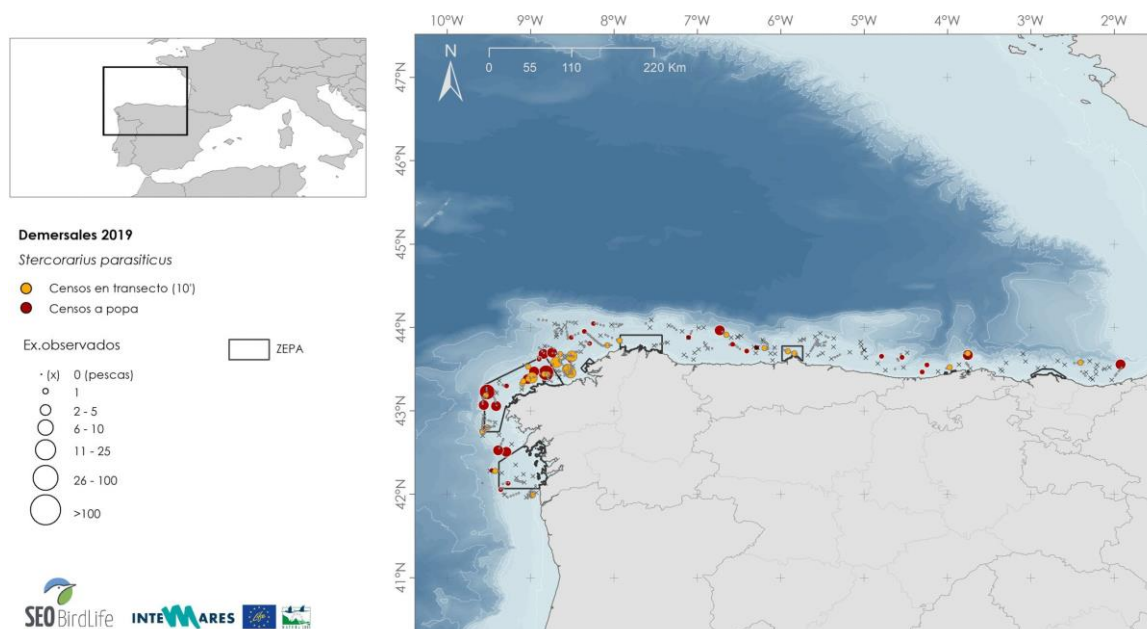 10°W 9°W 8°W 7°W 6°W 5°W 4°W 3°W 2°W
N
0 55 110 220 Km
47°N
46°N
45°N
44°N
43°N
42°N
41°N
Demersales 2019
Stercorarius parasiticus
Censos en transecto (10')
Censos a popa
Ex.observados
ZEPA
· (x) 0 (pescas)
1
2 - 5
6 - 10
11 - 25
26 - 100
>100
SEO BirdLife
INTEMARES
Life